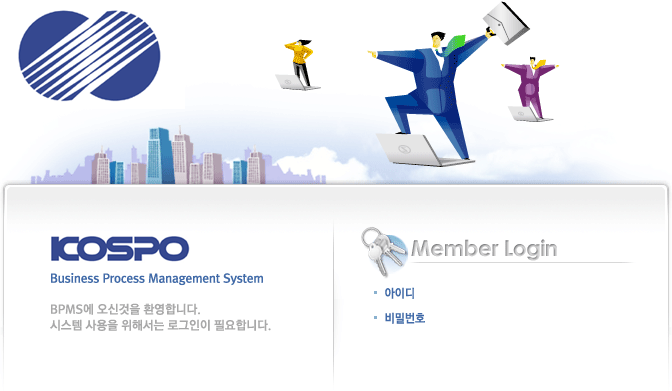 KOSPO
Business Process Management System
BPMS에 오신것을 환영합니다.
시스템 사용을 위해서는 로그인이 필요합니다.
Member Login
아이디
비밀번호